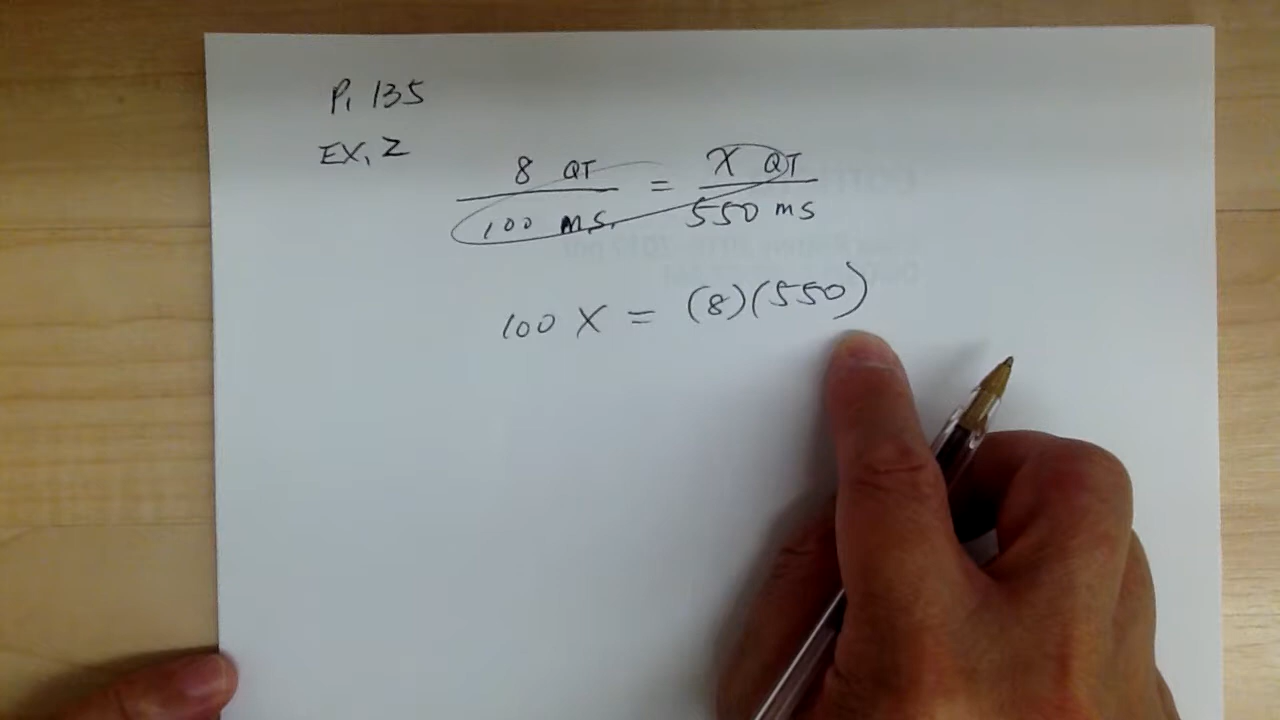 P. 135
EX. 2
8 QT = X QT
100 MS. 550 MS
100 X = (8)(550)